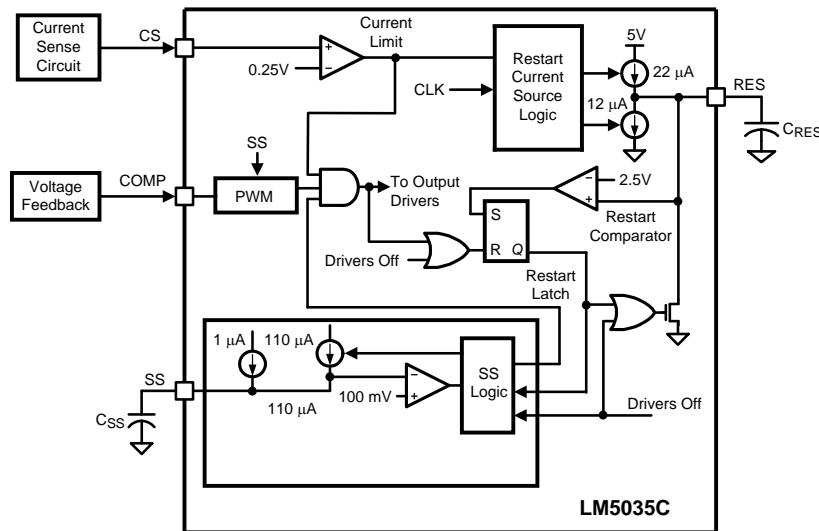 Current
Sense
Circuit
CS
0.25V
+
−
Current
Limit
CLK
Restart
Current
Source
Logic
5V
22 μA
12 μA
RES
CRES
Voltage
Feedback
COMP
SS
PWM
To Output
Drivers
2.5V
−
+
Restart
Comparator
S
R Q
Drivers Off
Restart
Latch
1 μA
110 μA
SS
CSS
110 μA
100 mV
−
+
SS
Logic
Drivers Off
LM5035C